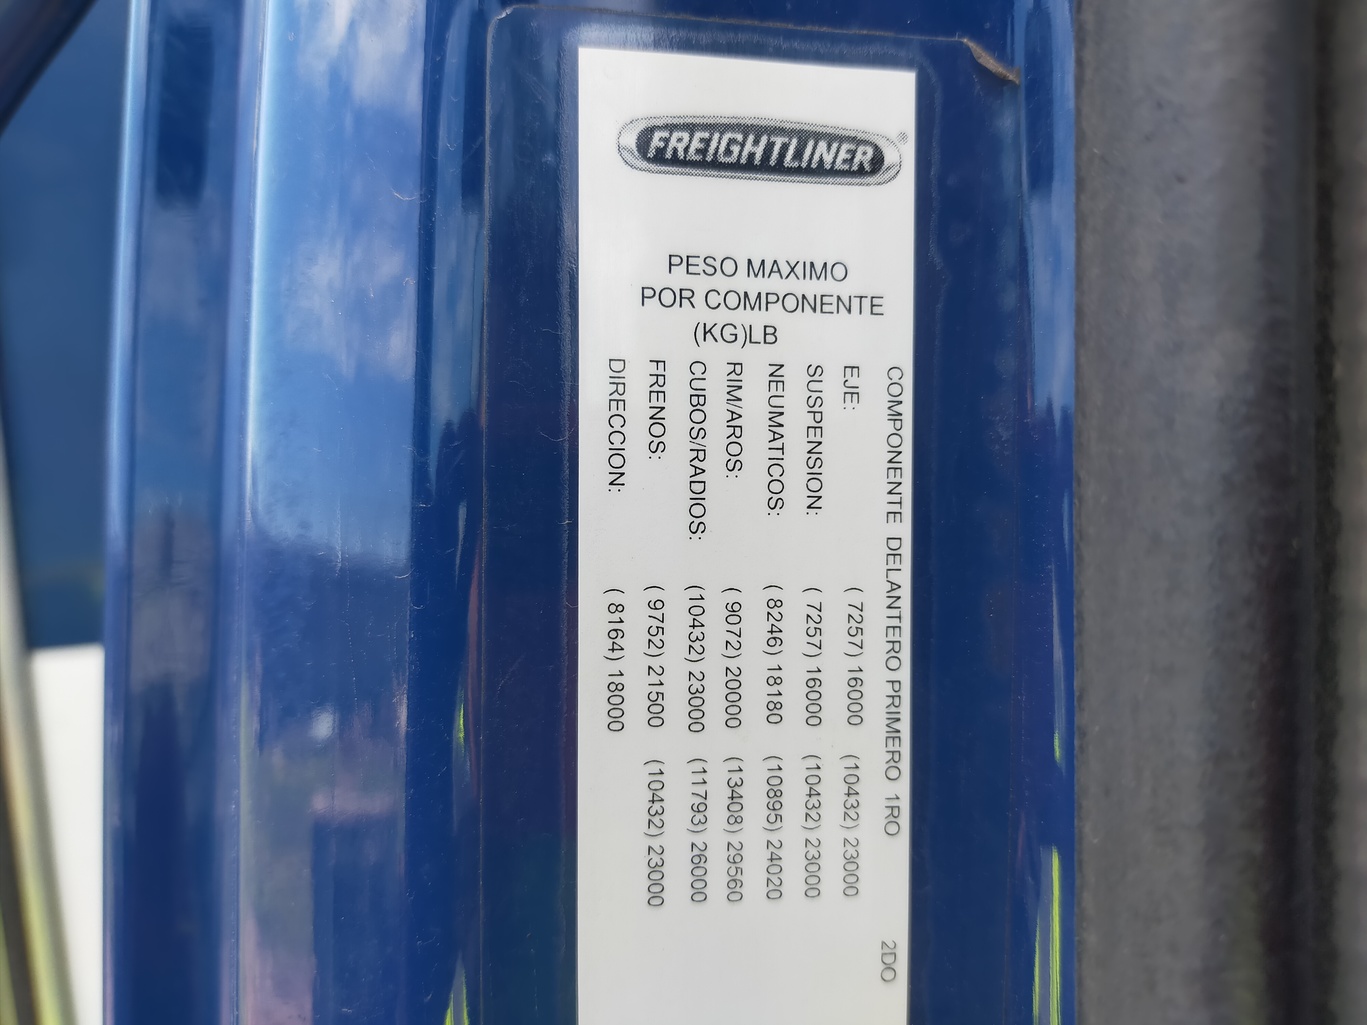 FREIGHTLINER®
PESO MAXIMO
POR COMPONENTE
(KG)LB
COMPONENTE DELANTERO PRIMERO 1RO 2DO
EJE: ( 7257) 16000 (10432) 23000
SUSPENSION: ( 7257) 16000 (10432) 23000
NEUMATICOS: ( 8246) 18180 (10895) 24020
RIM/AROS: ( 9072) 20000 (13408) 29560
CUBOS/RADIOS: (10432) 23000 (11793) 26000
FRENOS: ( 9752) 21500 (10432) 23000
DIRECCION: ( 8164) 18000